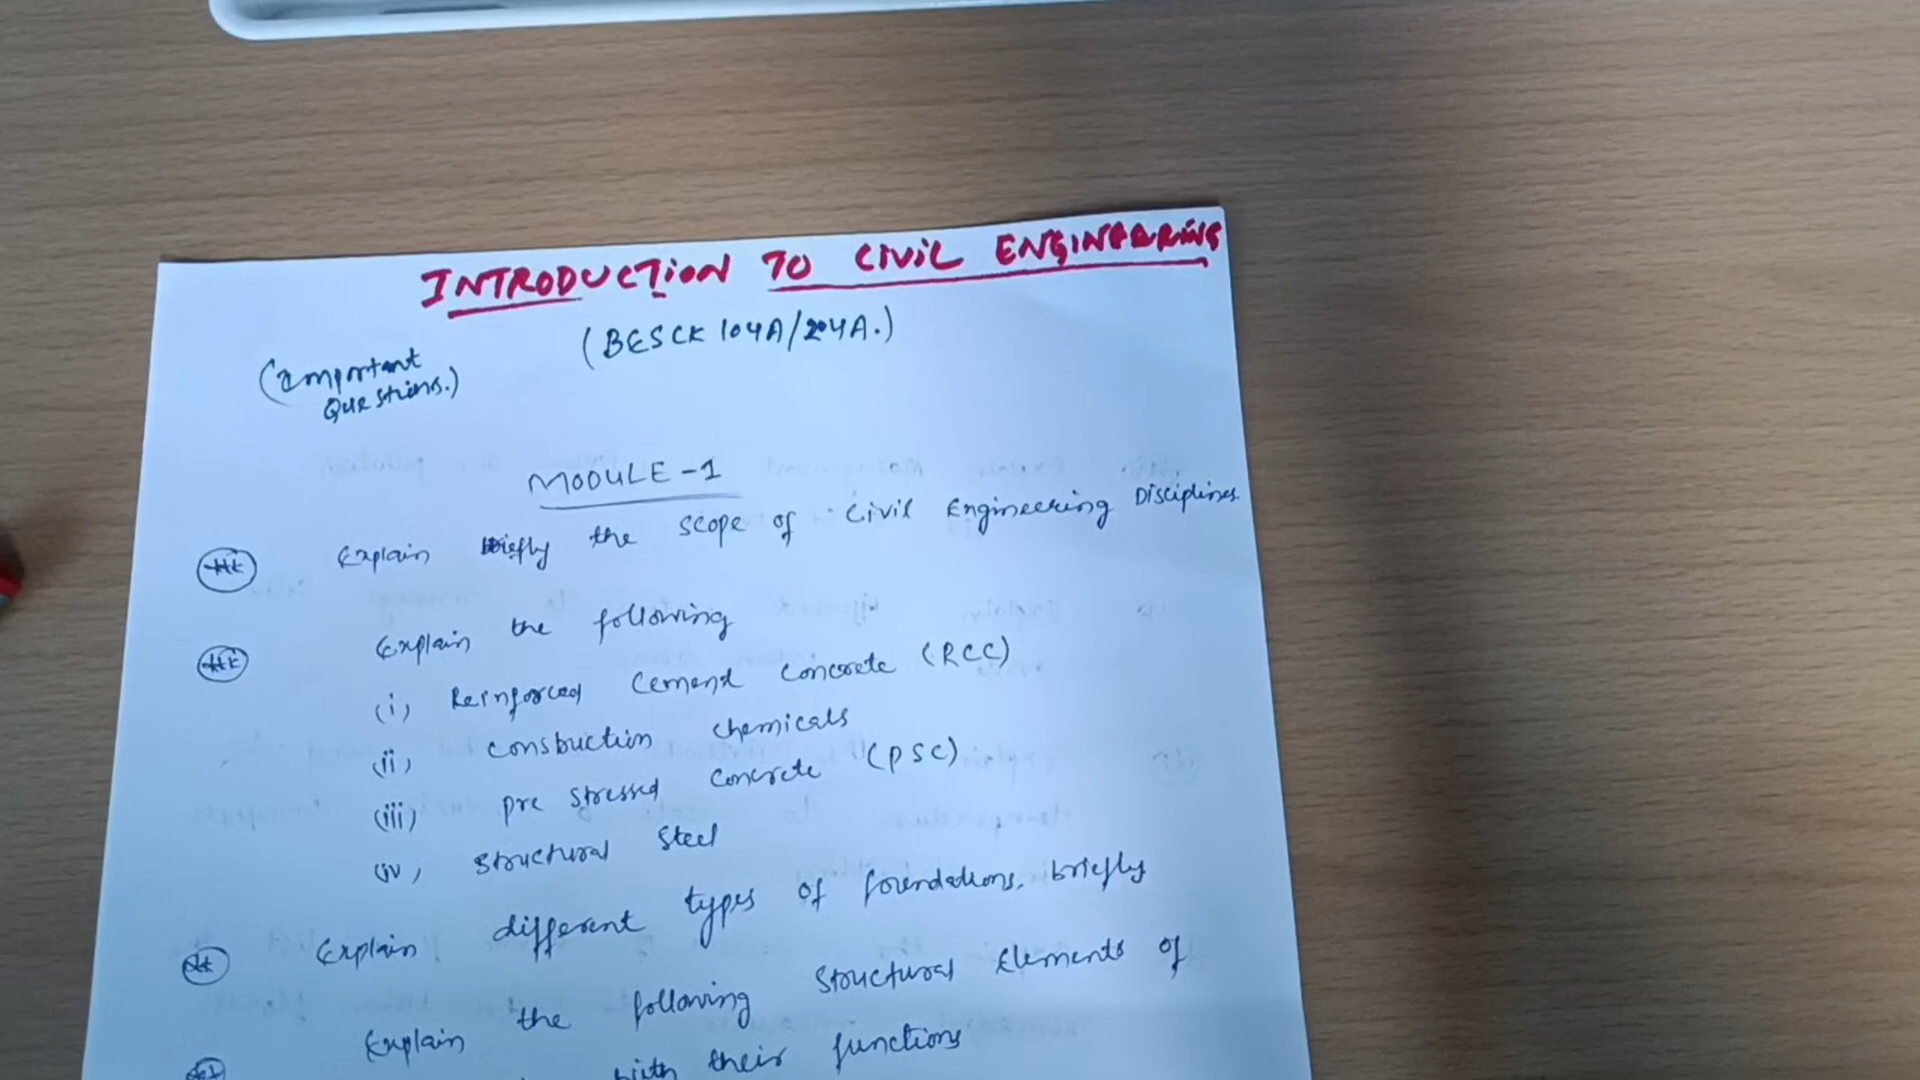 INTRODUCTION TO CIVIL ENGINEERING
(BESCK 104A/204A.)
(Important
Questions.)
MODULE-1
Explain briefly the scope of Civil Engineering Disciplines.
Explain the following
(i) Reinforced Cement Concrete (RCC)
(ii) Construction chemicals
(iii) pre stressed concrete (PSC)
(iv) Structural Steel
Explain different types of foundations. briefly
Explain the following Structural Elements of
with their functions